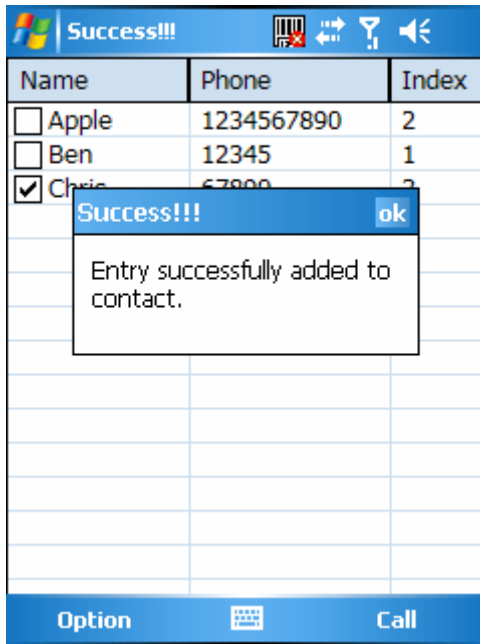 Success!!!
Name Phone Index
Apple 1234567890 2
Ben 12345 1
Success!!!
ok
Entry successfully added to
contact.
Option Call